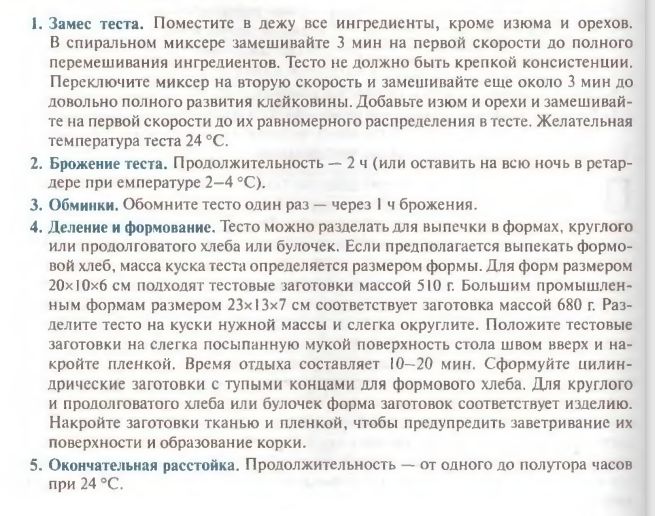 1. Замес теста. Поместите в дежу все ингредиенты, кроме изюма и орехов.
В спиральном миксере замешивайте 3 мин на первой скорости до полного
перемешивания ингредиентов. Тесто не должно быть крепкой консистенции.
Переключите миксер на вторую скорость и замешивайте еще около 3 мин до
довольно полного развития клейковины. Добавьте изюм и орехи и замешивай-
те на первой скорости до их равномерного распределения в тесте. Желательная
температура теста 24 °С.
2. Брожение теста. Продолжительность — 2 ч (или оставить на всю ночь в ретар-
дере при емпературе 2–4 °С).
3. Обминки. Обомните тесто один раз — через 1 ч брожения.
4. Деление и формование. Тесто можно разделать для выпечки в формах, круглого
или продолговатого хлеба или булочек. Если предполагается выпекать формо-
вой хлеб, масса куска теста определяется размером формы. Для форм размером
20×10×6 см подходят тестовые заготовки массой 510 г. Большим промышлен-
ным формам размером 23×13×7 см соответствует заготовка массой 680 г. Раз-
делите тесто на куски нужной массы и слегка округлите. Положите тестовые
заготовки на слегка посыпанную мукой поверхность стола швом вверх и на-
кройте пленкой. Время отдыха составляет 10–20 мин. Сформуйте цилин-
дрические заготовки с тупыми концами для формового хлеба. Для круглого
и продолговатого хлеба или булочек форма заготовок соответствует изделию.
Накройте заготовки тканью и пленкой, чтобы предупредить заветривание их
поверхности и образование корки.
5. Окончательная расстойка. Продолжительность — от одного до полутора часов
при 24 °С.